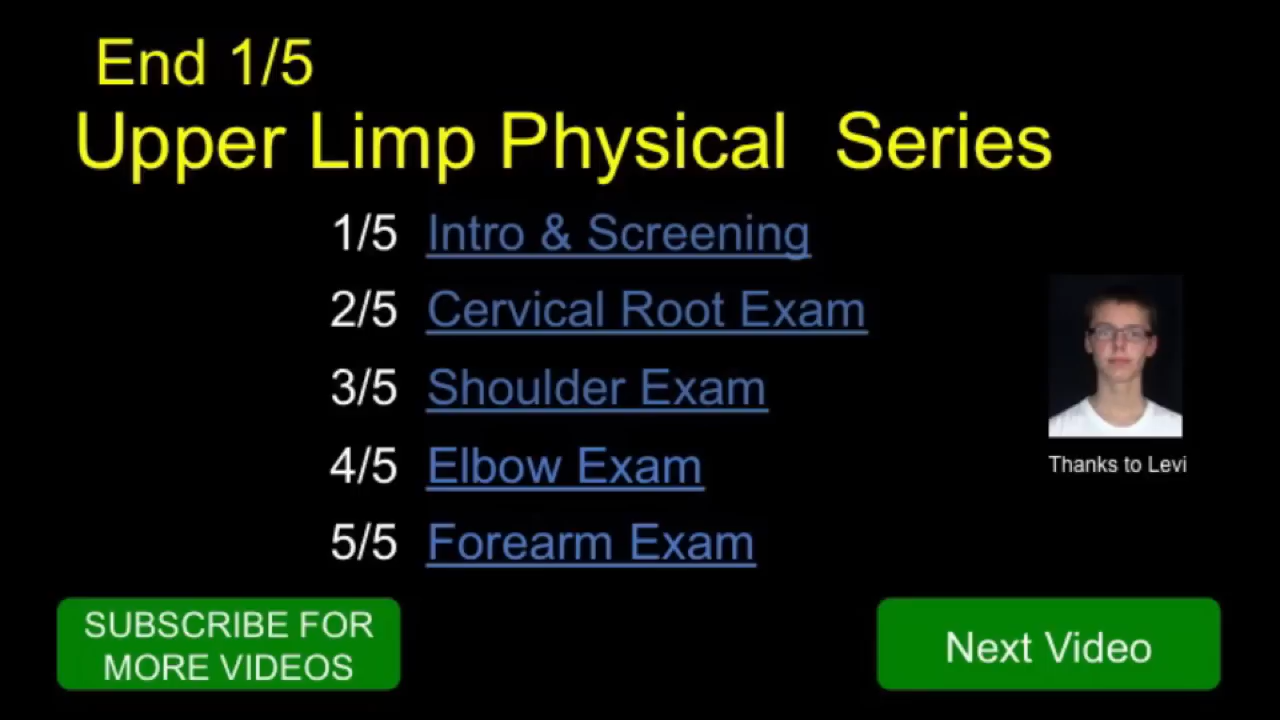 End 1/5
Upper Limp Physical  Series
1/5 Intro & Screening
2/5 Cervical Root Exam
3/5 Shoulder Exam
4/5 Elbow Exam
5/5 Forearm Exam
Thanks to Levi
SUBSCRIBE FOR
MORE VIDEOS
Next Video